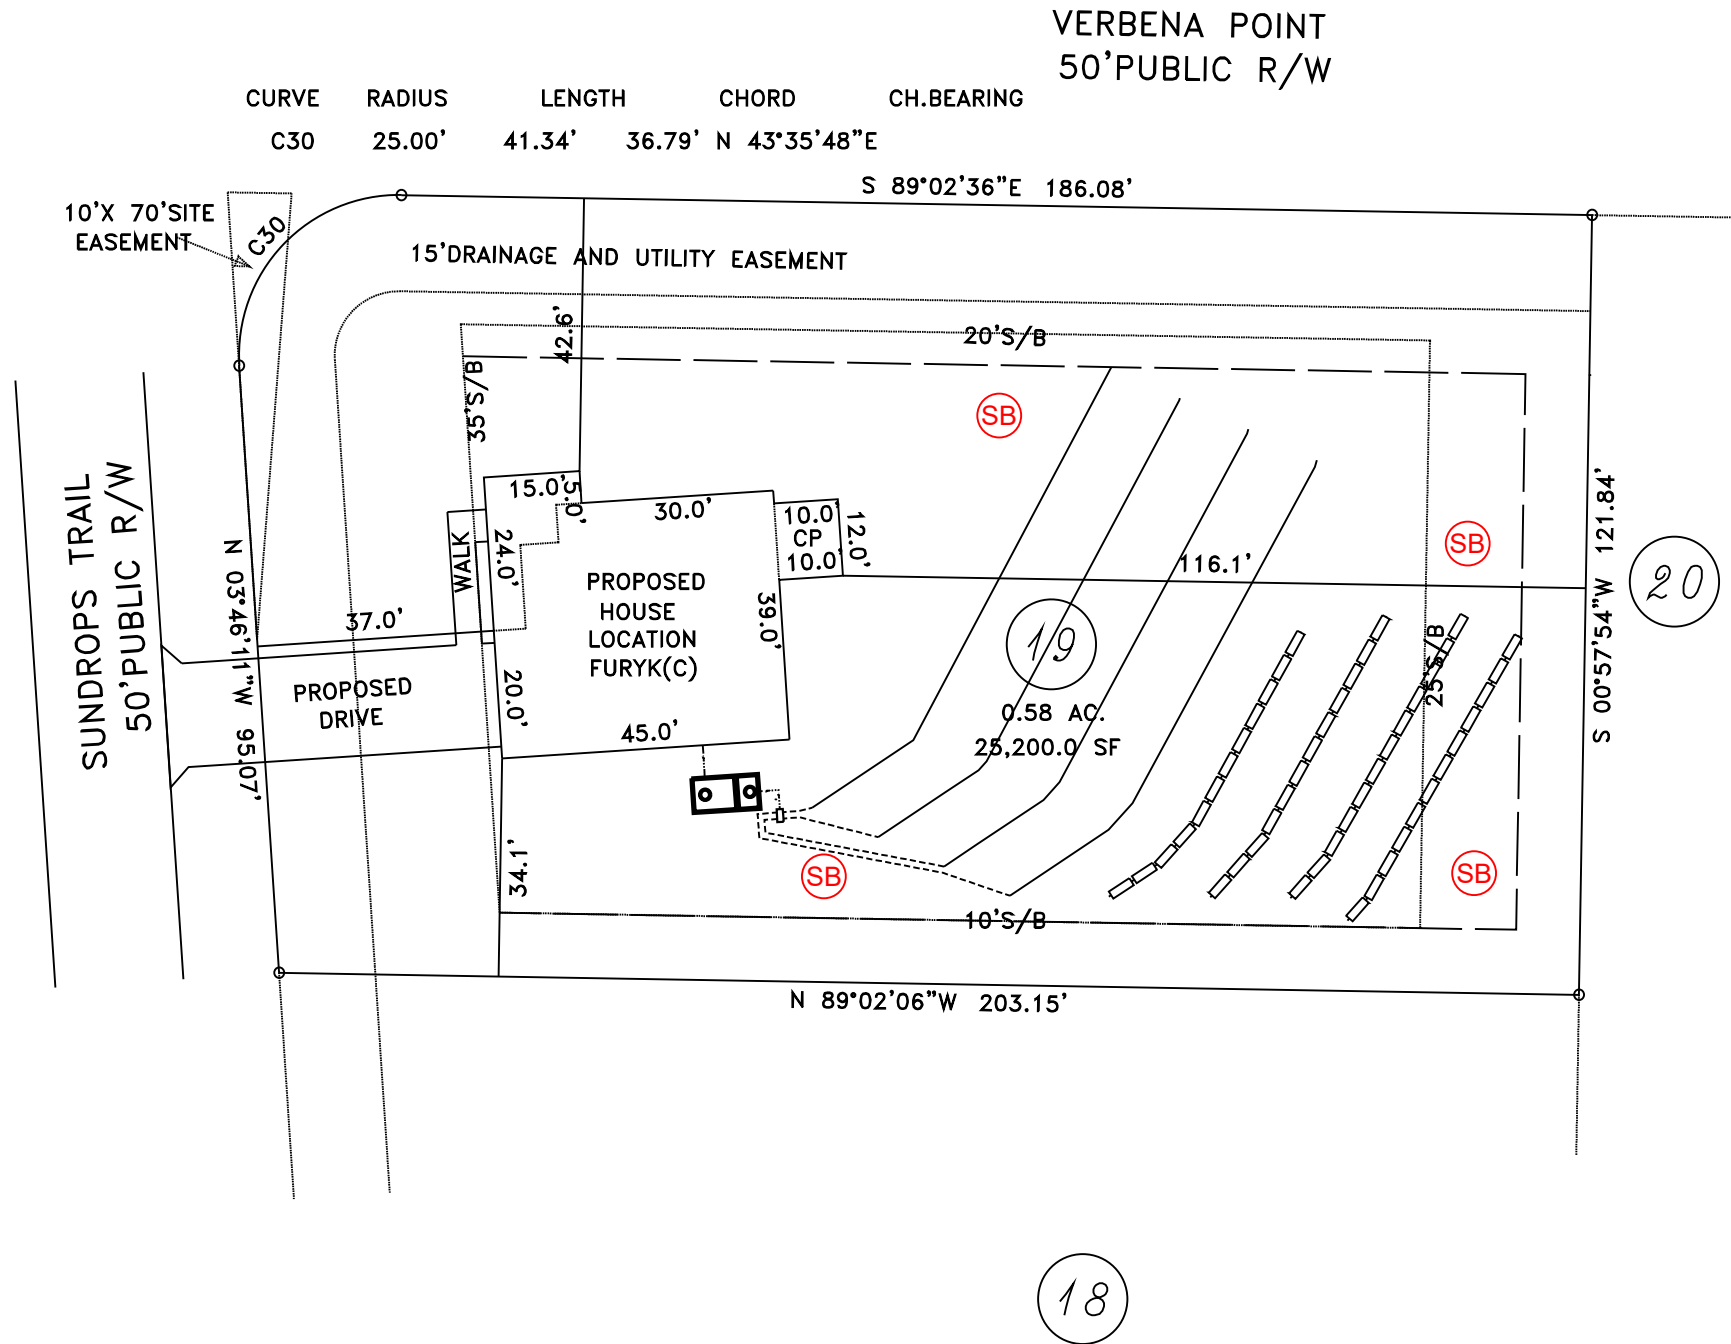 VERBENA POINT
50'PUBLIC R/W
CURVE RADIUS LENGTH CHORD CH.BEARING
C30 25.00' 41.34' 36.79' N 43°35'48"E
S 89°02'36"E 186.08'
10'X 70'SITE
EASEMENT
C30
15'DRAINAGE AND UTILITY EASEMENT
42.6'
20'S/B
35'S/B
SB
SUNDROPS TRAIL
50'PUBLIC R/W
N 03°46'11"W 95.07'
15.0'
5.0'
30.0'
10.0'
CP
10.0'
12.0'
WALK
24.0'
PROPOSED
HOUSE
LOCATION
FURYK(C)
39.0'
37.0'
116.1'
SB
20
S 00°57'54"W 121.84'
19
0.58 AC.
25,200.0 SF
25'S/B
PROPOSED
DRIVE
20.0'
45.0'
34.1'
SB
SB
10'S/B
N 89°02'06"W 203.15'
18